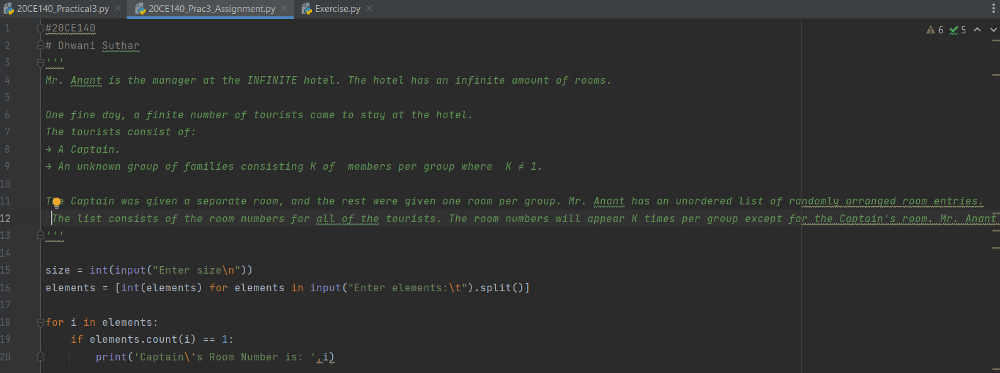 20CE140_Practical3.py 20CE140_Prac3_Assignment.py Exercise.py
1 #20CE140 6 5
2 # Dhwani Suthar
3 '''
4 Mr. Anant is the manager at the INFINITE hotel. The hotel has an infinite amount of rooms.
5
6 One fine day, a finite number of tourists come to stay at the hotel.
7 The tourists consist of:
8 → A Captain.
9 → An unknown group of families consisting K of  members per group where  K ≠ 1.
10
11 The Captain was given a separate room, and the rest were given one room per group. Mr. Anant has an unordered list of randomly arranged room entries.
12  The list consists of the room numbers for all of the tourists. The room numbers will appear K times per group except for the Captain's room. Mr. Anant
13 '''
14
15 size = int(input("Enter size\n"))
16 elements = [int(elements) for elements in input("Enter elements:\t").split()]
17
18 for i in elements:
19     if elements.count(i) == 1:
20         print('Captain\'s Room Number is: ',i)